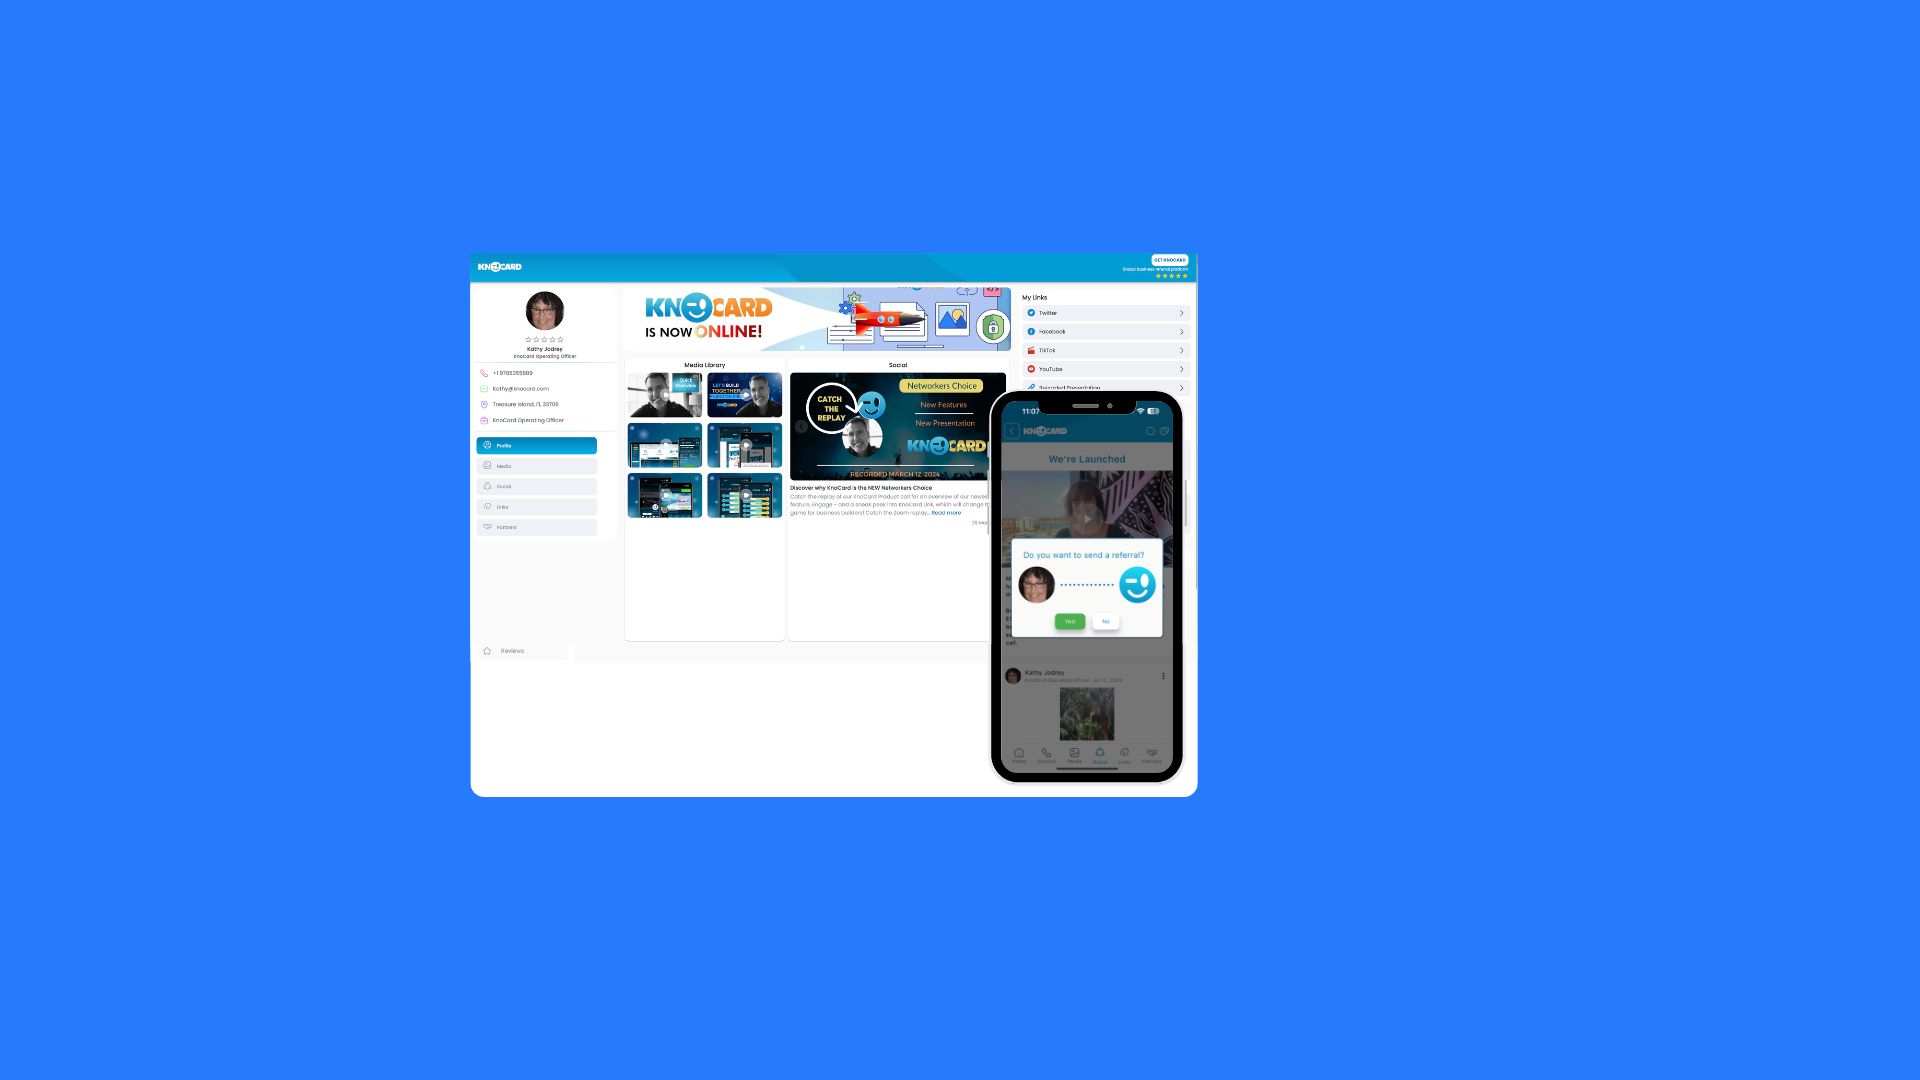 KNOCARD
GET KNOCARD
Global business referral platform
Kathy Jodrey
KnoCard Operating Officer
Kathy@knocard.com
Treasure Island, Fl, 33706
KnoCard Operating Officer
Profile
Media
Social
Links
Partners
Reviews
KNOCARD
IS NOW ONLINE!
Media Library
Quick
Overview
LET'S BUILD
TOGETHER
Social
CATCH
THE
REPLAY
Networkers Choice
New Features
New Presentation
KNOCARD
RECORDED MARCH 12, 2024
Discover why KnoCard is the NEW Networkers Choice
Catch the replay of our KnoCard Product call for an overview of our newes
feature, Engage - and a sneak peek into KnoCard Link, which will change
game for business builders! Catch the Zoom replay... Read more
My Links
Twitter
Facebook
TikTok
YouTube
Recorded Presentation
11:07
KNOCARD
We're Launched
Do you want to send a referral?
Yes!
No
call.
Kathy Jodrey
KnoCard Operating Officer Jul 12, 2024
Home
Contact
Media
Social
Links
Partners